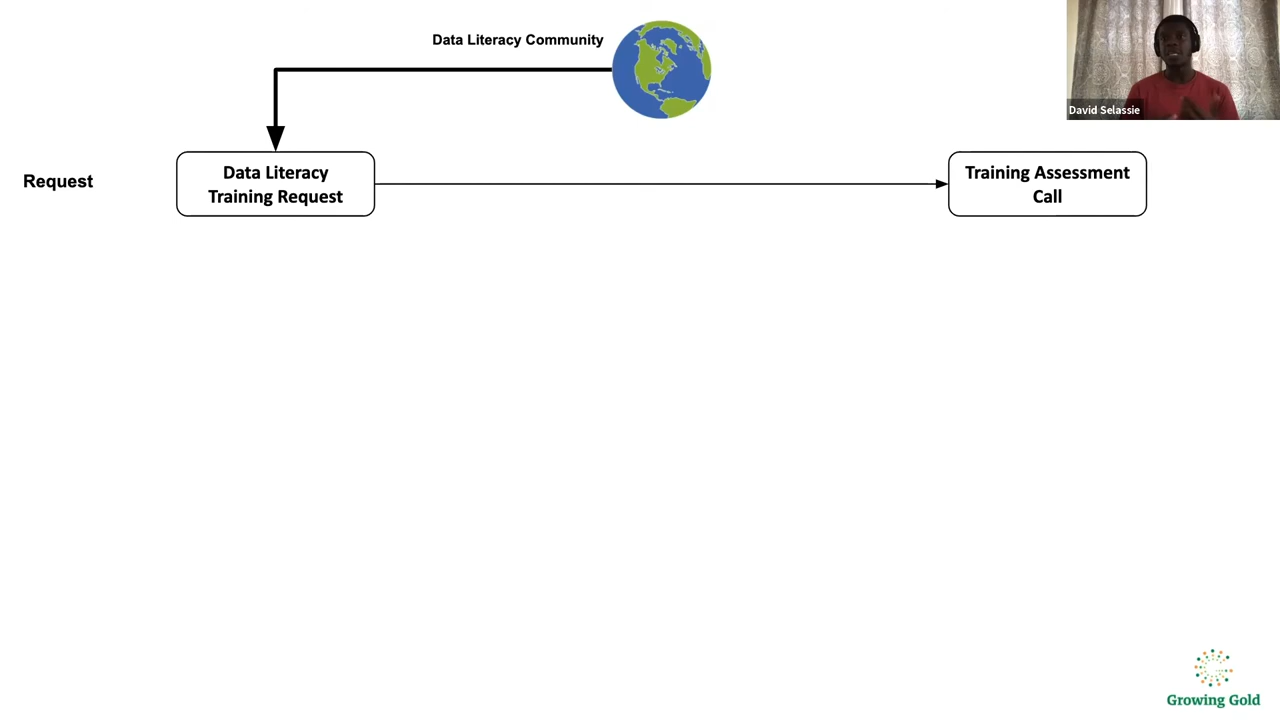 Data Literacy Community
David Selassie
Request
Data Literacy
Training Request
Training Assessment
Call
Growing Gold